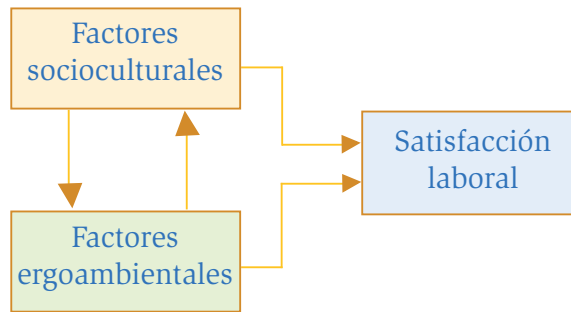 Factores
socioculturales
Satisfacción
laboral
Factores
ergoambientales